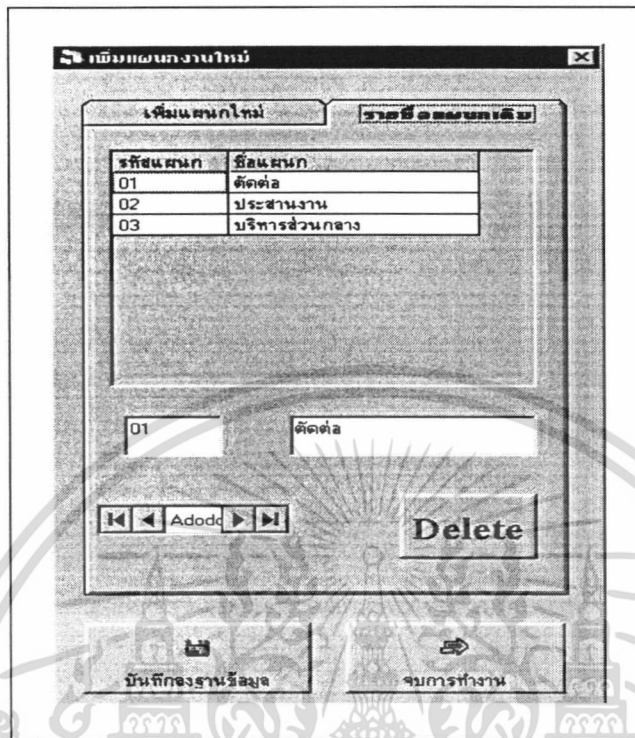 เพิ่มแผนกงานใหม่
เพิ่มแผนกใหม่ รายชื่อแผนกเดิม
รหัสแผนก ชื่อแผนก
01 ตัดต่อ
02 ประสานงาน
03 บริหารส่วนกลาง
01 ตัดต่อ
Adodc
Delete
บันทึกลงฐานข้อมูล จบการทำงาน